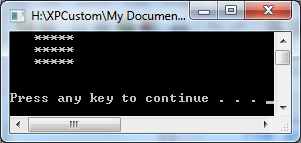 H:\XPCustom\My Documen...
*****
*****
*****
Press any key to continue . . .